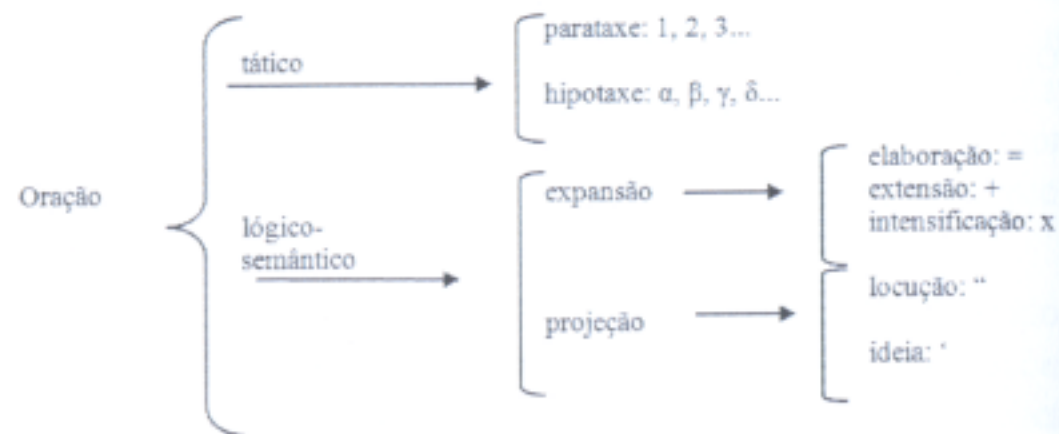 parataxe: 1, 2, 3...
tático
hipotaxe: α, β, γ, δ...
elaboração: =
expansão
extensão: +
Oração
intensificação: x
lógico-
semântico
locução: “
projeção
ideia: ‘